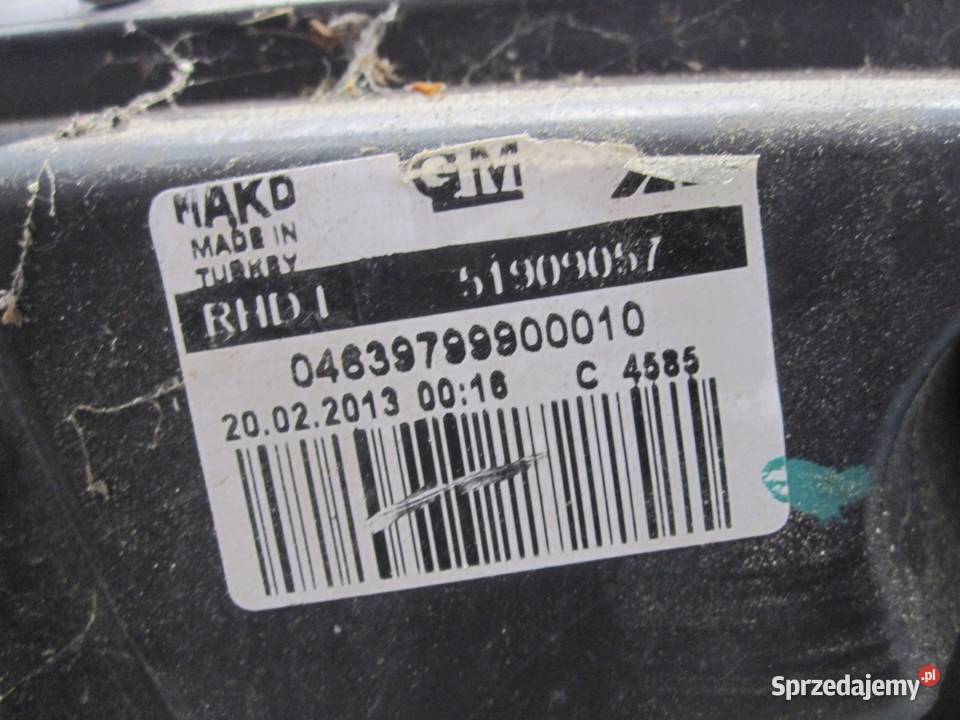 MAKO
GM
MADE IN
TURKEY
RHD I 51909057
04639799900010
20.02.2013 00:16 C 4585
Sprzedajemy.pl